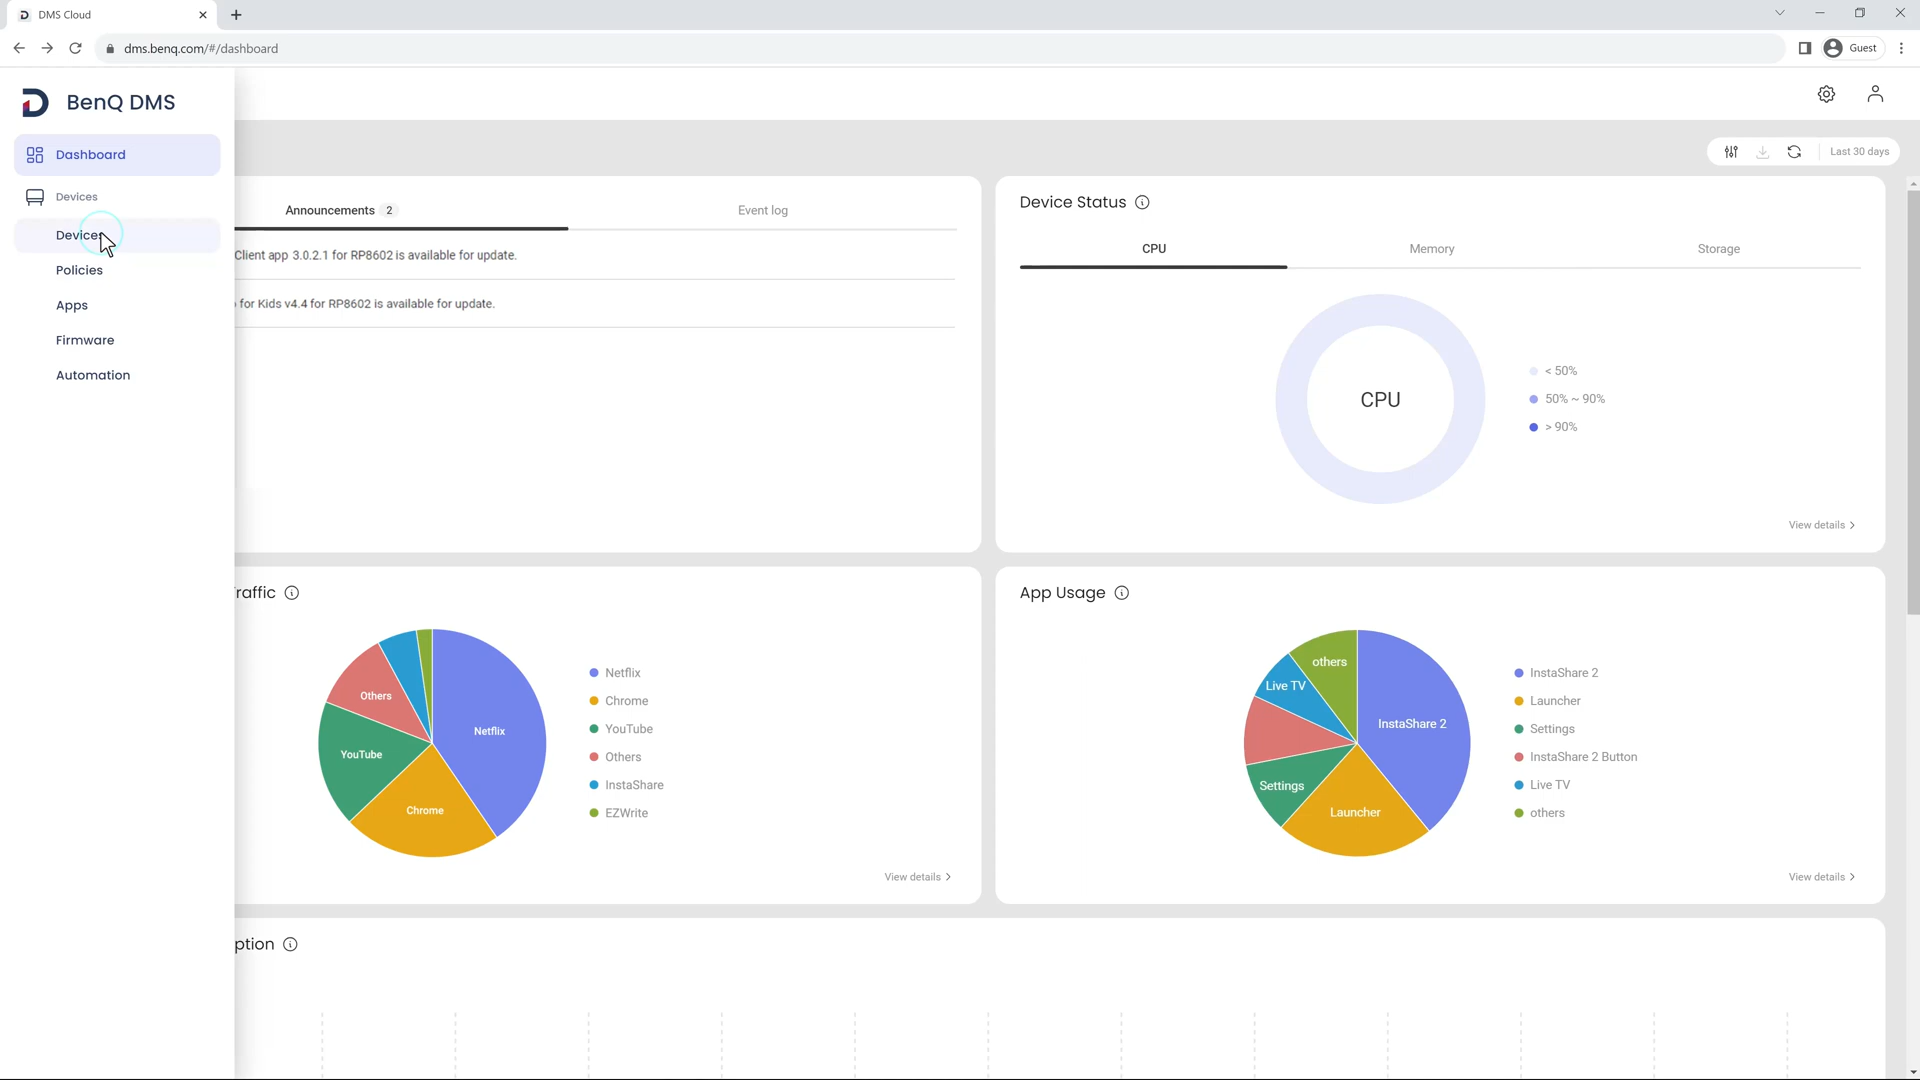 DMS Cloud
dms.benq.com/#/dashboard
Guest
BenQ DMS
Dashboard
Devices
Devices
Policies
Apps
Firmware
Automation
Last 30 days
Announcements 2
Event log
Client app 3.0.2.1 for RP8602 is available for update.
for Kids v4.4 for RP8602 is available for update.
Device Status
CPU
Memory
Storage
CPU
< 50%
50% ~ 90%
> 90%
View details >
raffic
Netflix
Chrome
YouTube
Others
Netflix
Chrome
YouTube
Others
InstaShare
EZWrite
View details >
App Usage
InstaShare 2
Launcher
Settings
Live TV
others
InstaShare 2
Launcher
Settings
InstaShare 2 Button
Live TV
others
View details >
ption